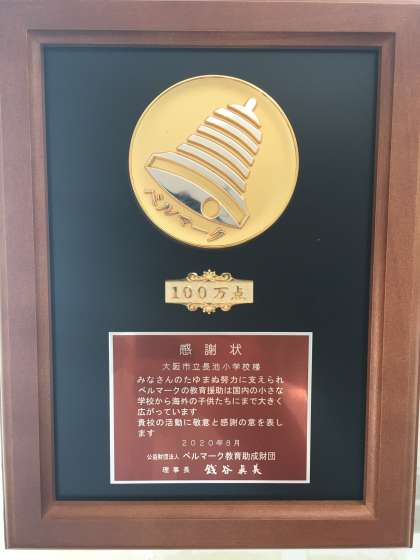 ベルマーク
100万点
感謝状
大阪市立長池小学校様
みなさんのたゆまぬ努力に支えられ
ベルマークの教育援助は国内の小さな
学校から海外の子供たちにまで大きく
広がっています
貴校の活動に敬意と感謝の意を表し
ます
2020年8月
公益財団法人 ベルマーク教育助成財団
理事長 銭谷眞美